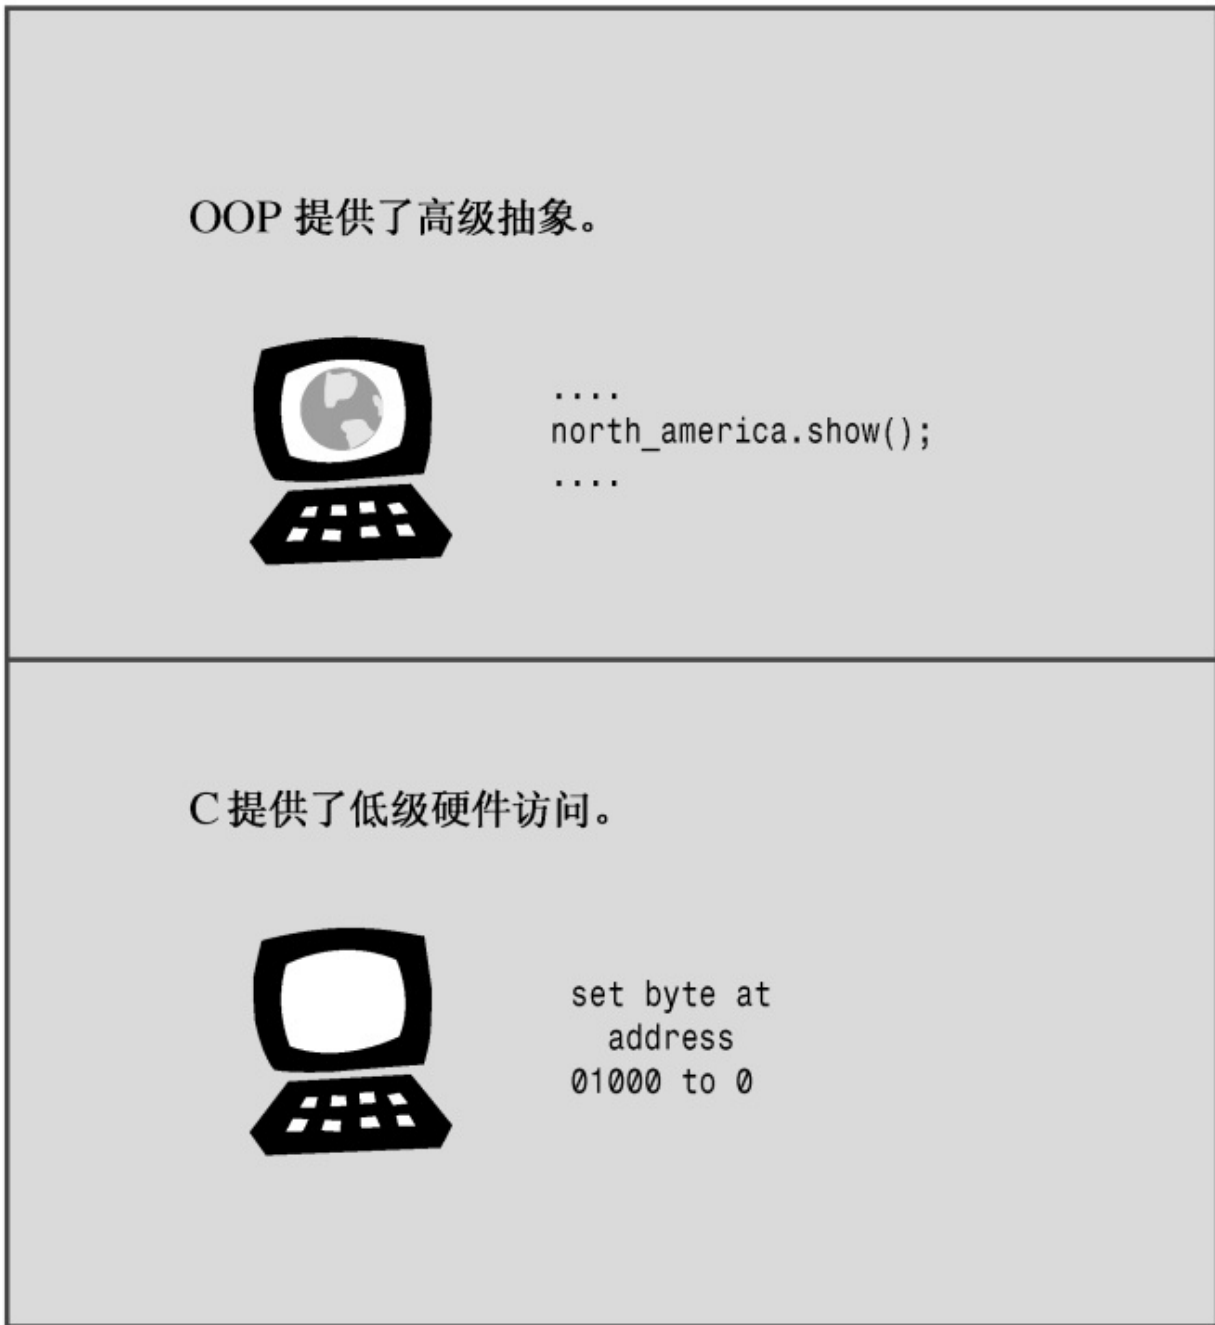 OOP 提供了高级抽象。
....
north_america.show();
....
C 提供了低级硬件访问。
set byte at
address
01000 to 0